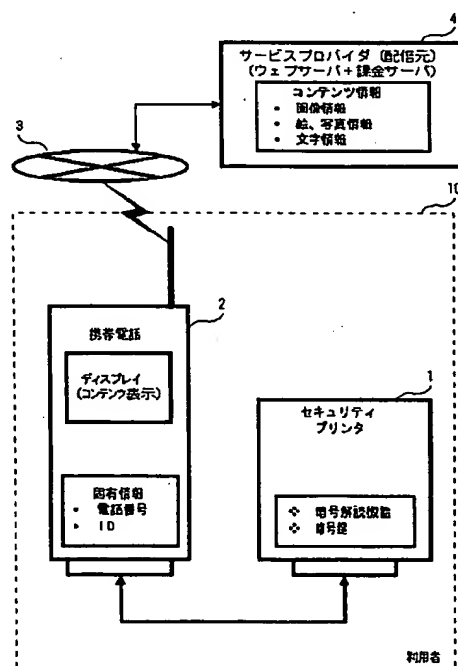 4
サービスプロバイダ(配信元)
(ウェブサーバ+課金サーバ)
コンテンツ情報
• 画像情報
• 絵、写真情報
• 文字情報
3
10
2
携帯電話
ディスプレイ
(コンテンツ表示)
固有情報
• 電話番号
• ID
1
セキュリティ
プリンタ
❖ 暗号解読機能
❖ 暗号鍵
利用者